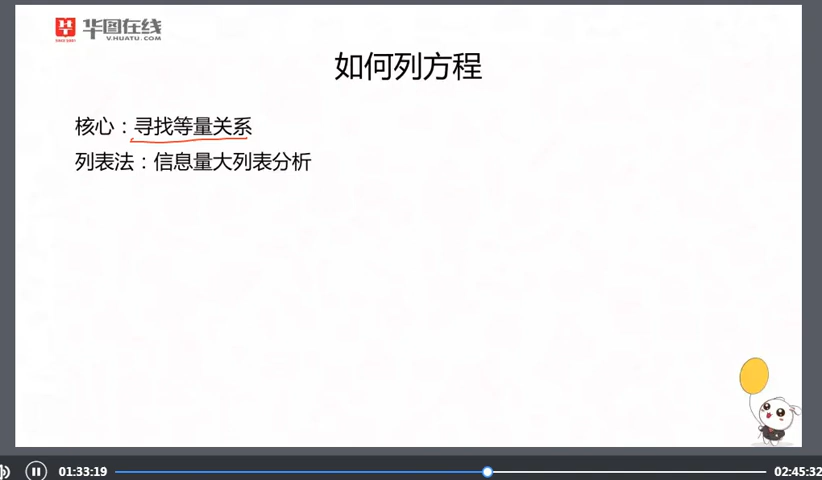 华图在线
V.HUATU.COM
如何列方程
核心：寻找等量关系
列表法：信息量大列表分析
01:33:19
02:45:32